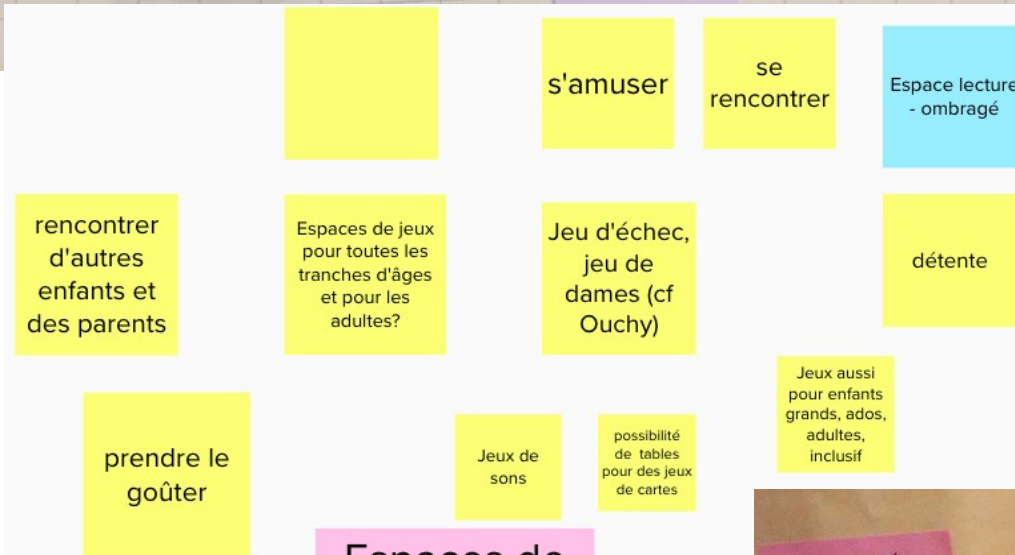 s'amuser
se
rencontrer
Espace lecture
- ombragé
rencontrer
d'autres
enfants et
des parents
Espaces de jeux
pour toutes les
tranches d'âges
et pour les
adultes?
Jeu d'échec,
jeu de
dames (cf
Ouchy)
détente
Jeux aussi
pour enfants
grands, ados,
adultes,
inclusif
prendre le
goûter
Jeux de
sons
possibilité
de tables
pour des jeux
de cartes
Espaces de